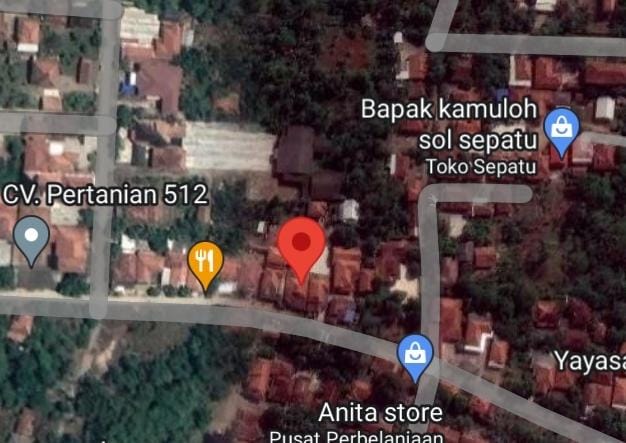 Bapak kamuloh
sol sepatu
Toko Sepatu
CV. Pertanian 512
Yayasa
Anita store
Pusat Perbelanjaan